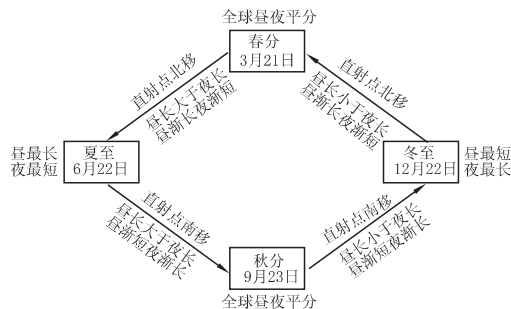 全球昼夜平分
春分
3月21日
直射点北移
昼长大于夜长
昼渐长夜渐短
直射点北移
昼长小于夜长
昼渐长夜渐短
昼最长
夜最短
夏至
6月22日
冬至
12月22日
昼最短
夜最长
直射点南移
昼长大于夜长
昼渐短夜渐长
直射点南移
昼长小于夜长
昼渐短夜渐长
秋分
9月23日
全球昼夜平分